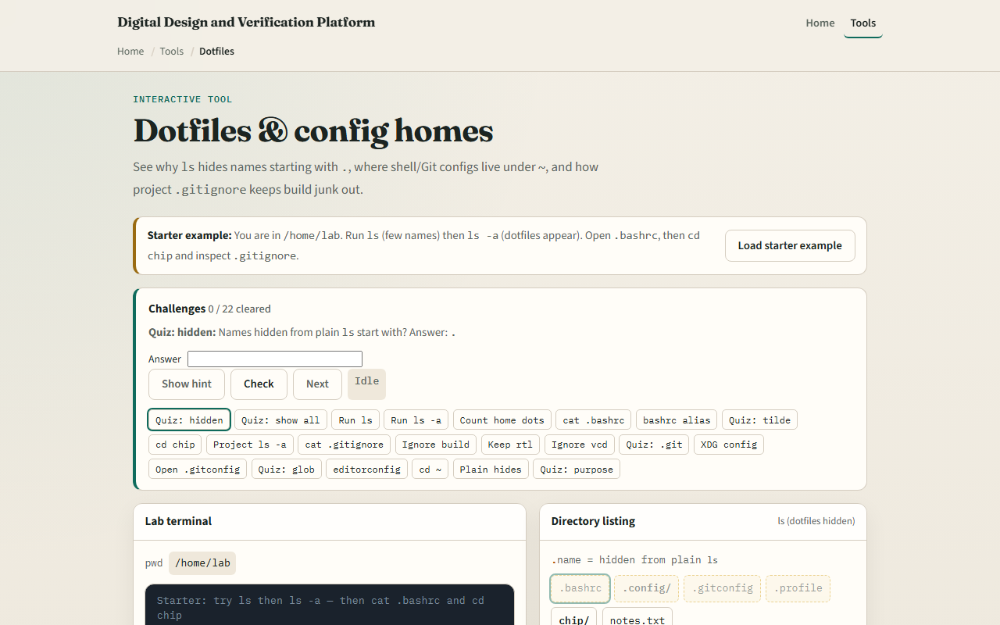 Digital Design and Verification Platform
Home
Tools
Home / Tools / Dotfiles
INTERACTIVE TOOL
Dotfiles & config homes
See why ls hides names starting with ., where shell/Git configs live under ~, and how
project .gitignore keeps build junk out.
Starter example: You are in /home/lab. Run ls (few names) then ls -a (dotfiles appear). Open .bashrc, then cd
chip and inspect .gitignore.
Load starter example
Challenges 0 / 22 cleared
Quiz: hidden: Names hidden from plain ls start with? Answer: .
Answer
Show hint
Check
Next
Idle
Quiz: hidden
Quiz: show all
Run ls
Run ls -a
Count home dots
cat .bashrc
bashrc alias
Quiz: tilde
cd chip
Project ls -a
cat .gitignore
Ignore build
Keep rtl
Ignore vcd
Quiz: .git
XDG config
Open .gitconfig
Quiz: glob
editorconfig
cd ~
Plain hides
Quiz: purpose
Lab terminal
pwd /home/lab
Starter: try ls then ls -a — then cat .bashrc and cd
chip
Directory listing
ls (dotfiles hidden)
.name = hidden from plain ls
.bashrc
.config/
.gitconfig
.profile
chip/
notes.txt